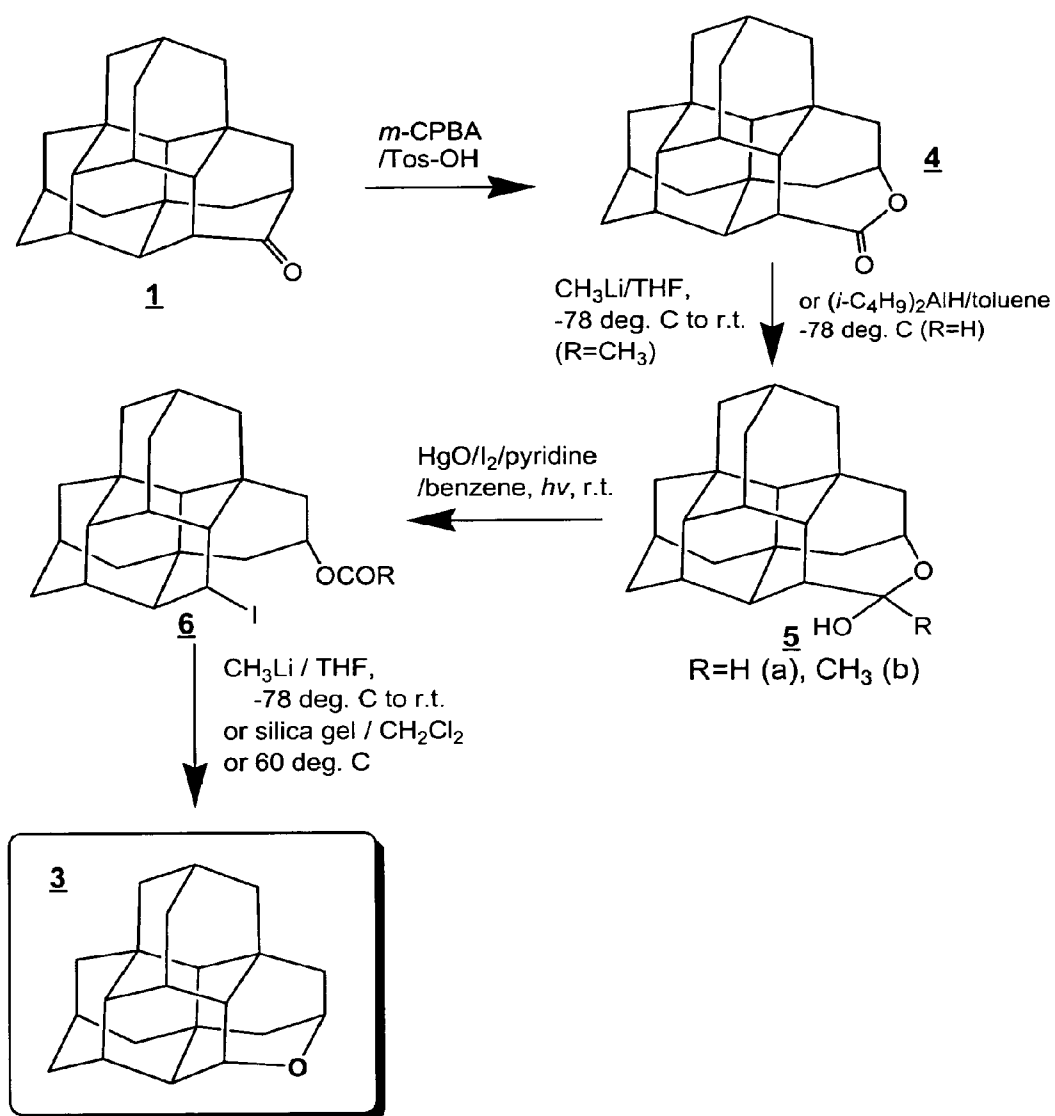 m-CPBA
/Tos-OH
O
1
O
O
4
CH₃Li/THF,
-78 deg. C to r.t.
(R=CH₃)
or (i-C₄H₉)₂AlH/toluene
-78 deg. C (R=H)
HgO/I₂/pyridine
/benzene, hv, r.t.
OCOR
I
6
O
HO
R
5
R=H (a), CH₃ (b)
CH₃Li / THF,
-78 deg. C to r.t.
or silica gel / CH₂Cl₂
or 60 deg. C
3
O